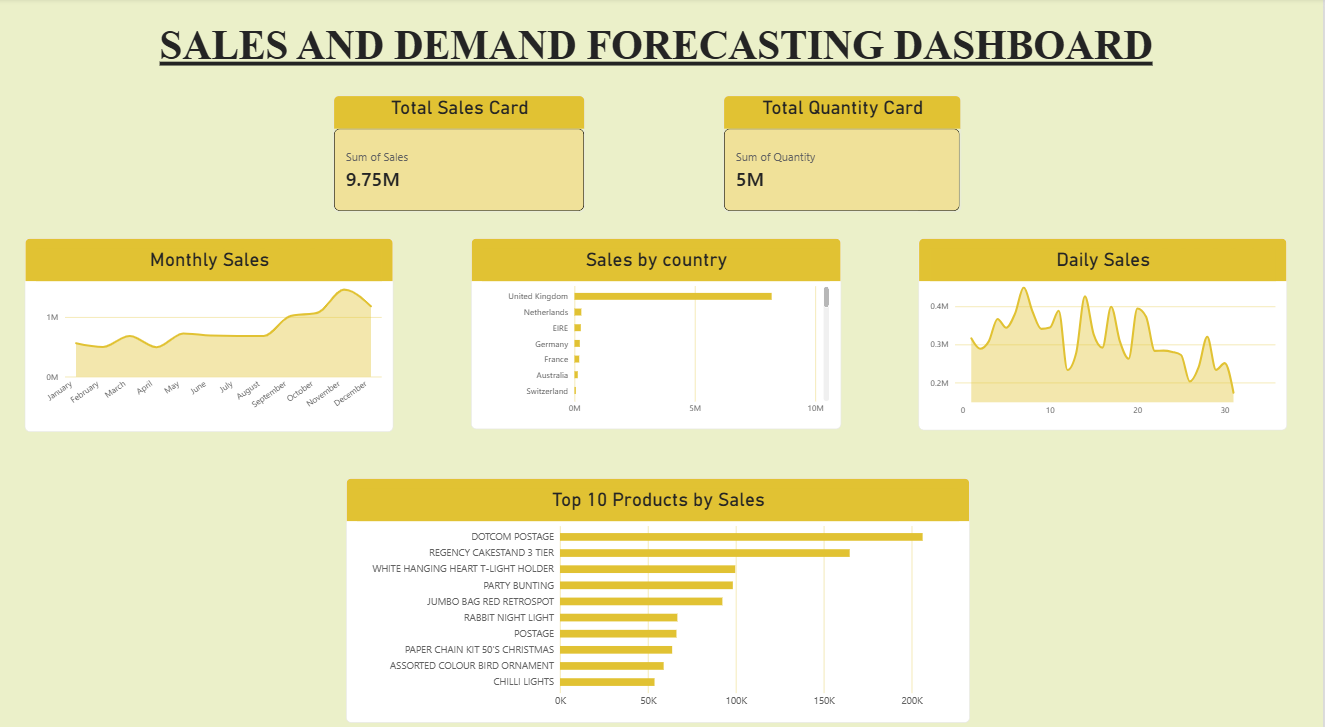 SALES AND DEMAND FORECASTING DASHBOARD
Total Sales Card
Sum of Sales
9.75M
Total Quantity Card
Sum of Quantity
5M
Monthly Sales
1M
0M
January
February
March
April
May
June
July
August
September
October
November
December
Sales by country
United Kingdom
Netherlands
EIRE
Germany
France
Australia
Switzerland
0M 5M 10M
Daily Sales
0.4M
0.3M
0.2M
0 10 20 30
Top 10 Products by Sales
DOTCOM POSTAGE
REGENCY CAKESTAND 3 TIER
WHITE HANGING HEART T-LIGHT HOLDER
PARTY BUNTING
JUMBO BAG RED RETROSPOT
RABBIT NIGHT LIGHT
POSTAGE
PAPER CHAIN KIT 50'S CHRISTMAS
ASSORTED COLOUR BIRD ORNAMENT
CHILLI LIGHTS
0K 50K 100K 150K 200K